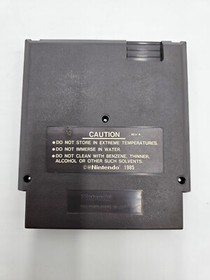 CAUTION
●DO NOT STORE IN EXTREME TEMPERATURES.
●DO NOT IMMERSE IN WATER.
●DO NOT CLEAN WITH BENZENE, THINNER,
ALCOHOL OR OTHER SUCH SOLVENTS.
©Nintendo 1985